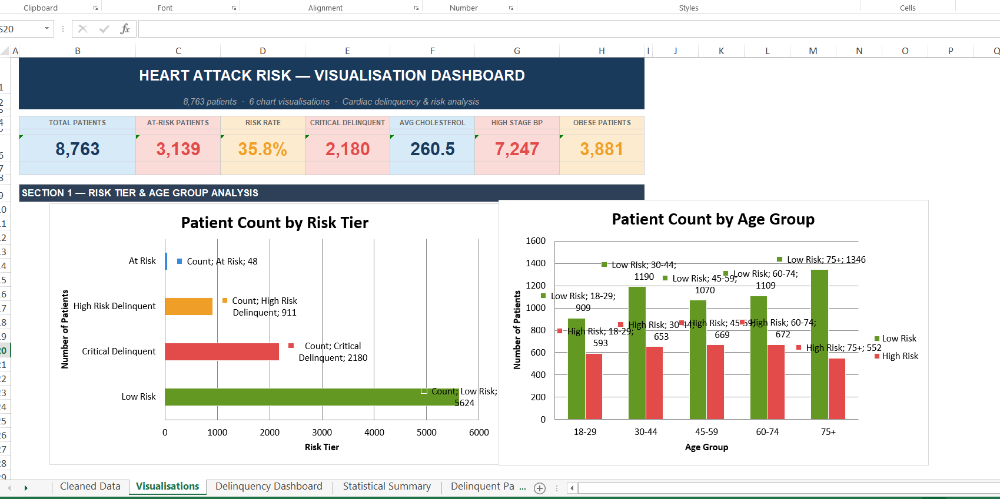 Clipboard
Font
Alignment
Number
Styles
Cells
S20
fx
A B C D E F G H I J K L M N O P Q
HEART ATTACK RISK — VISUALISATION DASHBOARD
8,763 patients · 6 chart visualisations · Cardiac delinquency & risk analysis
TOTAL PATIENTS
AT-RISK PATIENTS
RISK RATE
CRITICAL DELINQUENT
AVG CHOLESTEROL
HIGH STAGE BP
OBESE PATIENTS
8,763
3,139
35.8%
2,180
260.5
7,247
3,881
SECTION 1 — RISK TIER & AGE GROUP ANALYSIS
Patient Count by Risk Tier
Number of Patients
At Risk
Count; At Risk; 48
High Risk Delinquent
Count; High Risk
Delinquent; 911
Critical Delinquent
Count; Critical
Delinquent; 2180
Low Risk
Count; Low Risk;
5624
0 1000 2000 3000 4000 5000 6000
Risk Tier
Patient Count by Age Group
Number of Patients
1600
1400
1200
1000
800
600
400
200
0
Low Risk; 18-29;
909
Low Risk; 30-44;
1190
Low Risk; 45-59;
1070
Low Risk; 60-74;
1109
Low Risk; 75+; 1346
High Risk; 18-29;
593
High Risk; 30-44;
653
High Risk; 45-59;
669
High Risk; 60-74;
672
High Risk; 75+; 552
Low Risk
High Risk
18-29 30-44 45-59 60-74 75+
Age Group
Cleaned Data
Visualisations
Delinquency Dashboard
Statistical Summary
Delinquent Pa ...